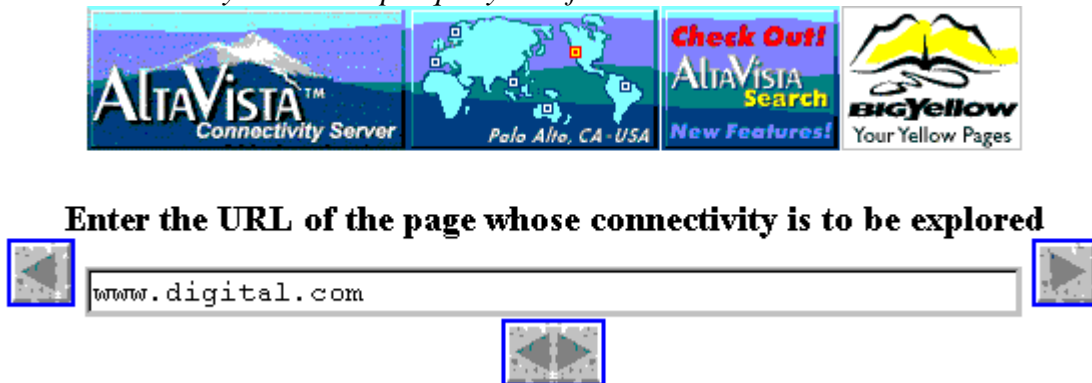 AltaVista™
Connectivity Server
Palo Alto, CA - USA
Check Out!
AltaVista
Search
New Features!
BigYellow
Your Yellow Pages
Enter the URL of the page whose connectivity is to be explored
www.digital.com